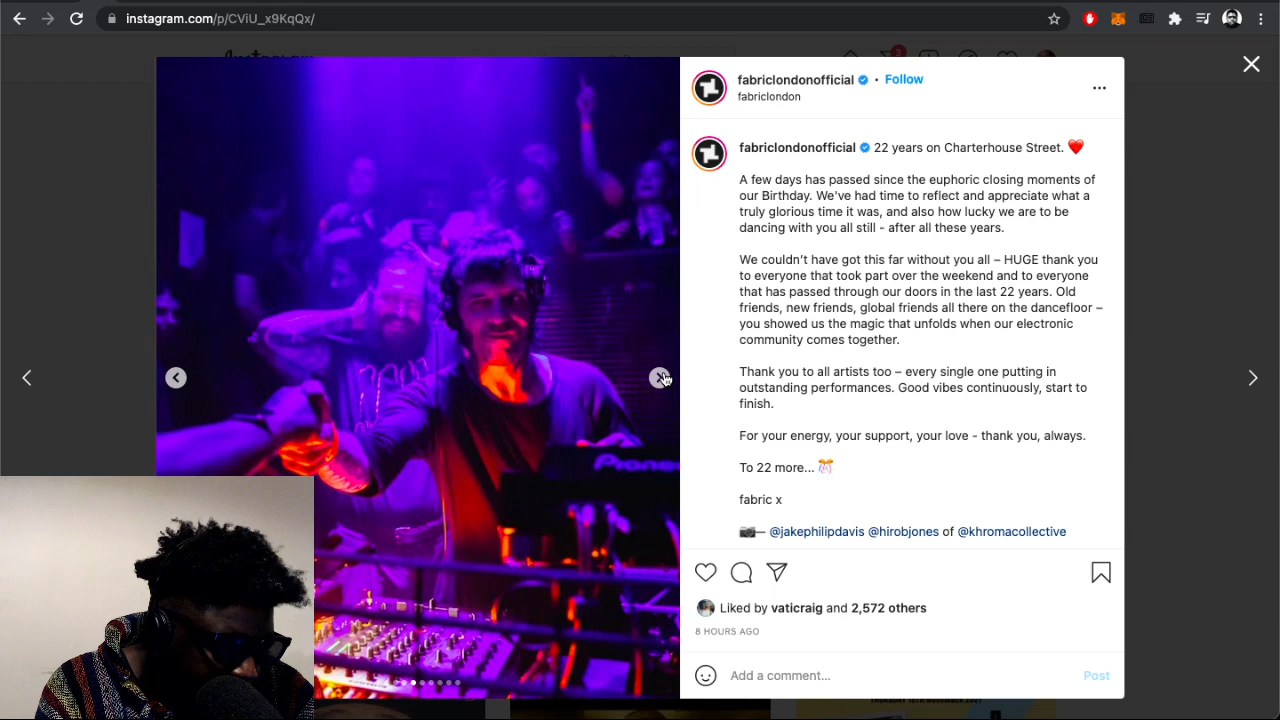 instagram.com/p/CViU_x9KqQx/
fabriclondonofficial • Follow
fabriclondon
fabriclondonofficial 22 years on Charterhouse Street. ❤️
A few days has passed since the euphoric closing moments of
our Birthday. We've had time to reflect and appreciate what a
truly glorious time it was, and also how lucky we are to be
dancing with you all still - after all these years.
We couldn't have got this far without you all – HUGE thank you
to everyone that took part over the weekend and to everyone
that has passed through our doors in the last 22 years. Old
friends, new friends, global friends all there on the dancefloor –
you showed us the magic that unfolds when our electronic
community comes together.
Thank you to all artists too – every single one putting in
outstanding performances. Good vibes continuously, start to
finish.
For your energy, your support, your love - thank you, always.
To 22 more... 🎊
fabric x
📷— @jakephilipdavis @hirobjones of @khromacollective
Liked by vaticraig and 2,572 others
8 HOURS AGO
Add a comment... Post
Pioneer